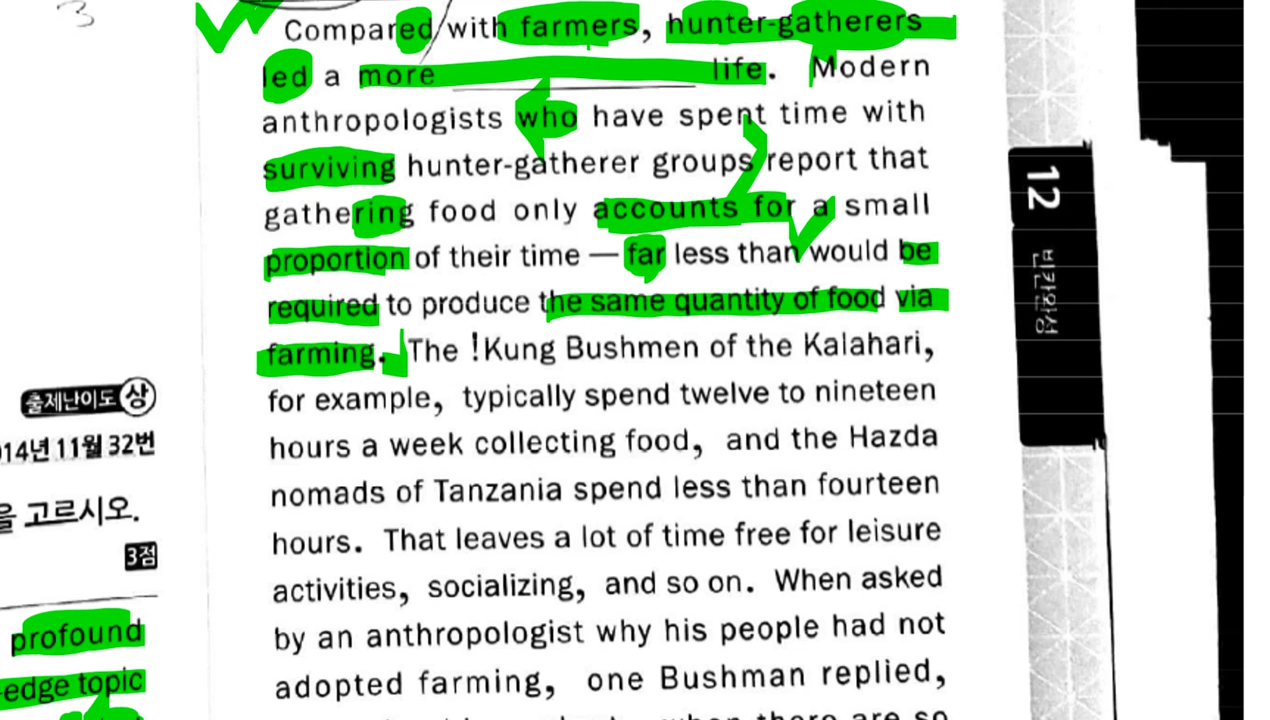 3
Compared with farmers, hunter-gatherers
led a more ________ life. Modern
anthropologists who have spent time with
surviving hunter-gatherer groups report that
gathering food only accounts for a small
proportion of their time — far less than would be
required to produce the same quantity of food via
farming. The !Kung Bushmen of the Kalahari,
for example, typically spend twelve to nineteen
hours a week collecting food, and the Hazda
nomads of Tanzania spend less than fourteen
hours. That leaves a lot of time free for leisure
activities, socializing, and so on. When asked
by an anthropologist why his people had not
adopted farming, one Bushman replied,
when there are so
출제난이도 상
014년 11월 32번
을 고르시오.
3점
profound
-edge topic
12
빈칸완성